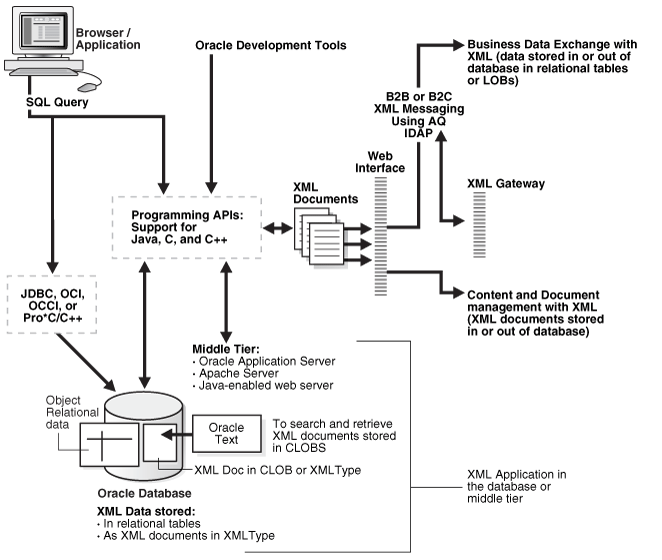 Browser /
Application
Oracle Development Tools
Business Data Exchange with
XML (data stored in or out of
database in relational tables
or LOBs)
SQL Query
B2B or B2C
XML Messaging
Using AQ
IDAP
Web
Interface
XML
Documents
XML Gateway
Programming APIs:
Support for
Java, C, and C++
JDBC, OCI,
OCCI, or
Pro*C/C++
Content and Document
management with XML
(XML documents stored
in or out of database)
Middle Tier:
· Oracle Application Server
· Apache Server
· Java-enabled web server
Object
Relational
data
Oracle
Text
To search and retrieve
XML documents stored
in CLOBS
XML Doc in CLOB or XMLType
XML Application in
the database or
middle tier
Oracle Database
XML Data stored:
· In relational tables
· As XML documents in XMLType